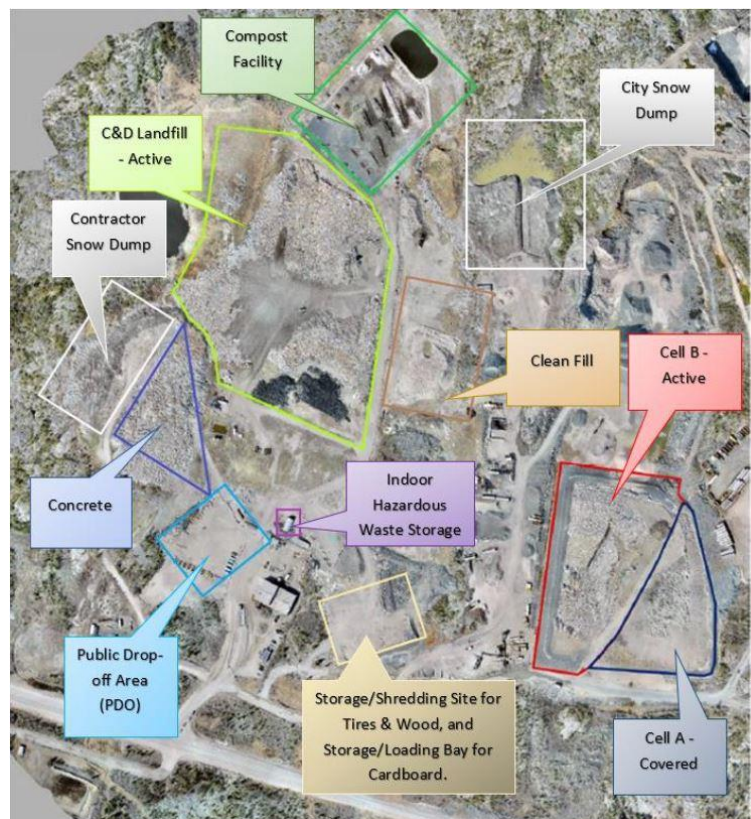 Compost
Facility
City Snow
Dump
C&D Landfill
- Active
Contractor
Snow Dump
Clean Fill
Cell B -
Active
Indoor
Hazardous
Waste Storage
Concrete
Public Drop-
off Area
(PDO)
Storage/Shredding Site for
Tires & Wood, and
Storage/Loading Bay for
Cardboard.
Cell A -
Covered